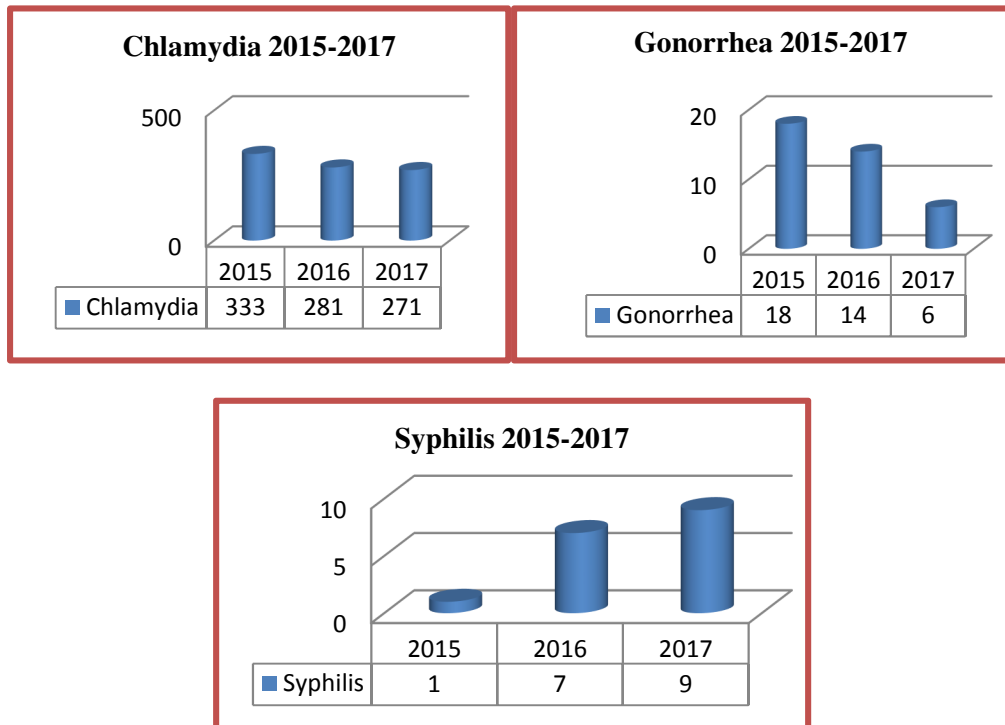 Chlamydia 2015-2017
500
0
2015 2016 2017
Chlamydia 333 281 271
Gonorrhea 2015-2017
20
10
0
2015 2016 2017
Gonorrhea 18 14 6
Syphilis 2015-2017
10
5
0
2015 2016 2017
Syphilis 1 7 9